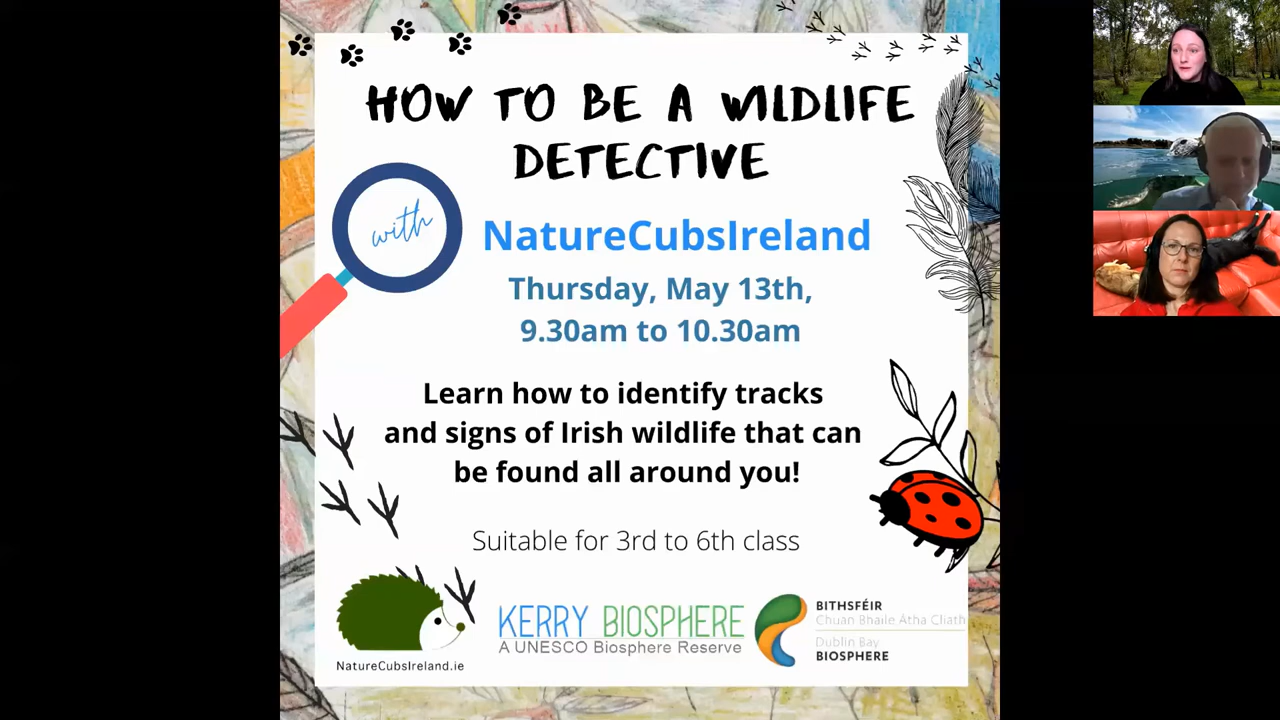 HOW TO BE A WILDLIFE
DETECTIVE
with
NatureCubsIreland
Thursday, May 13th,
9.30am to 10.30am
Learn how to identify tracks
and signs of Irish wildlife that can
be found all around you!
Suitable for 3rd to 6th class
NatureCubsIreland.ie
KERRY BIOSPHERE
A UNESCO Biosphere Reserve
BITHSFÉIR
Chuan Bhaile Átha Cliath
Dublin Bay
BIOSPHERE